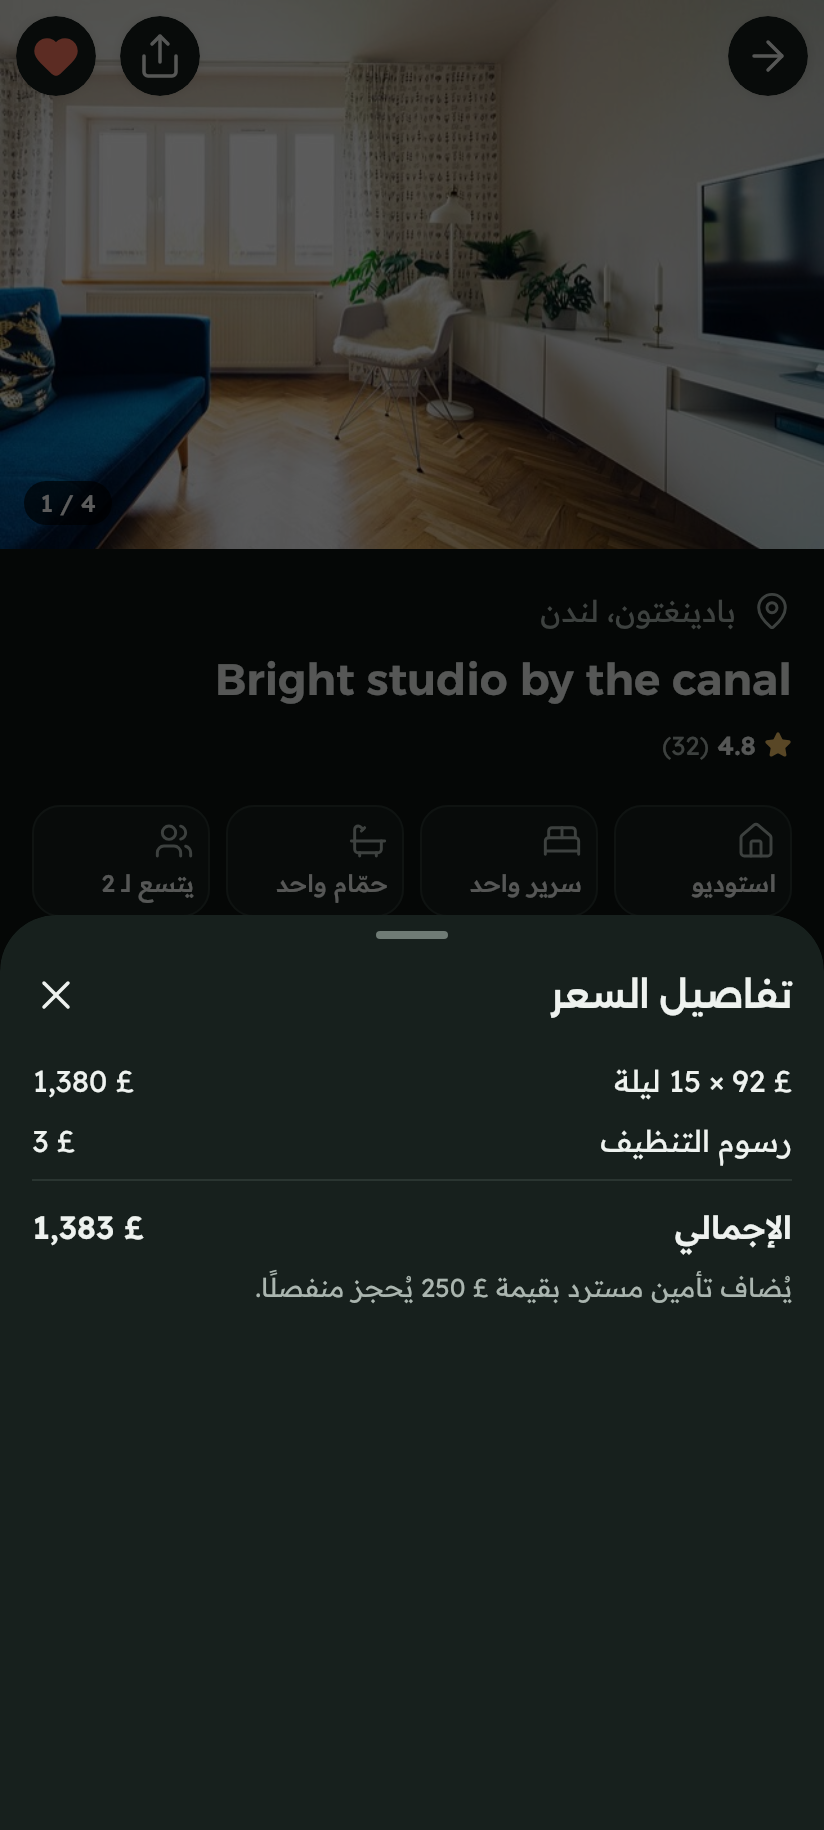 1 / 4
بادينغتون، لندن
Bright studio by the canal
4.8 (32)
استوديو
سرير واحد
حمّام واحد
يتسع لـ 2
تفاصيل السعر
£ 92 × 15 ليلة
£ 1,380
رسوم التنظيف
£ 3
الإجمالي
£ 1,383
يُضاف تأمين مسترد بقيمة £ 250 يُحجز منفصلًا.